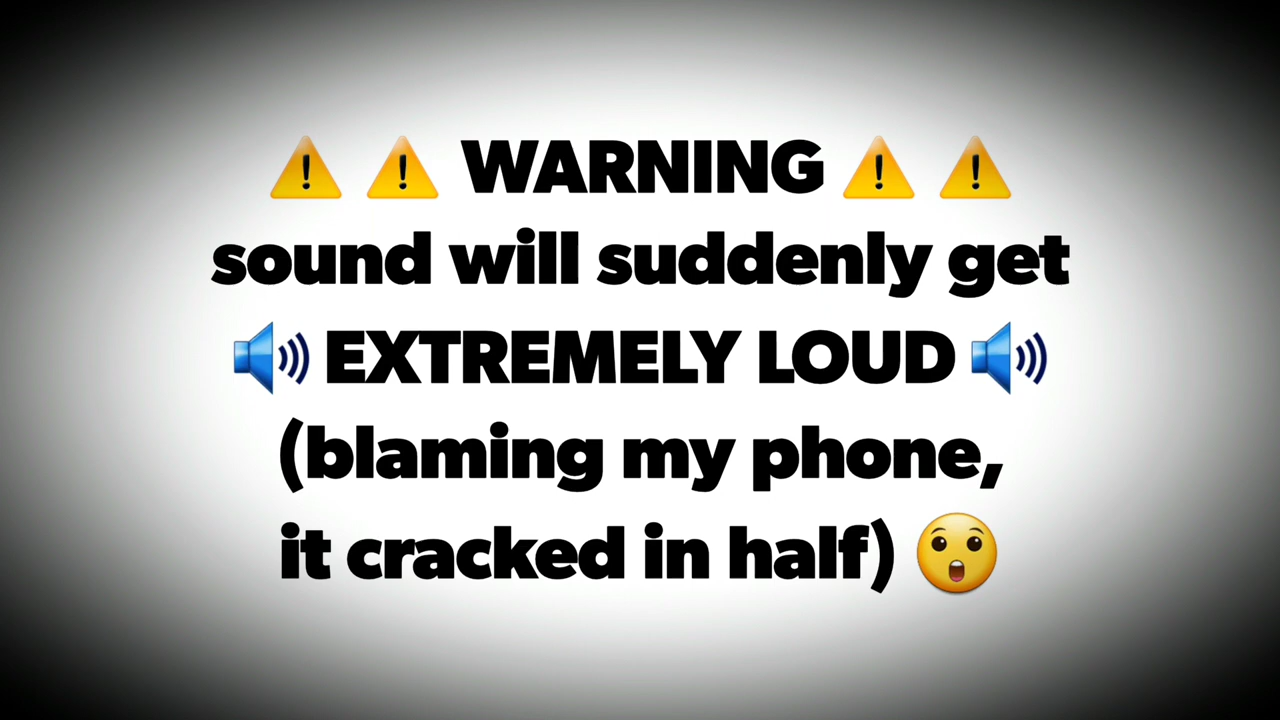 ⚠️ ⚠️ WARNING ⚠️ ⚠️
sound will suddenly get
🔊 EXTREMELY LOUD 🔊
(blaming my phone,
it cracked in half) 😲